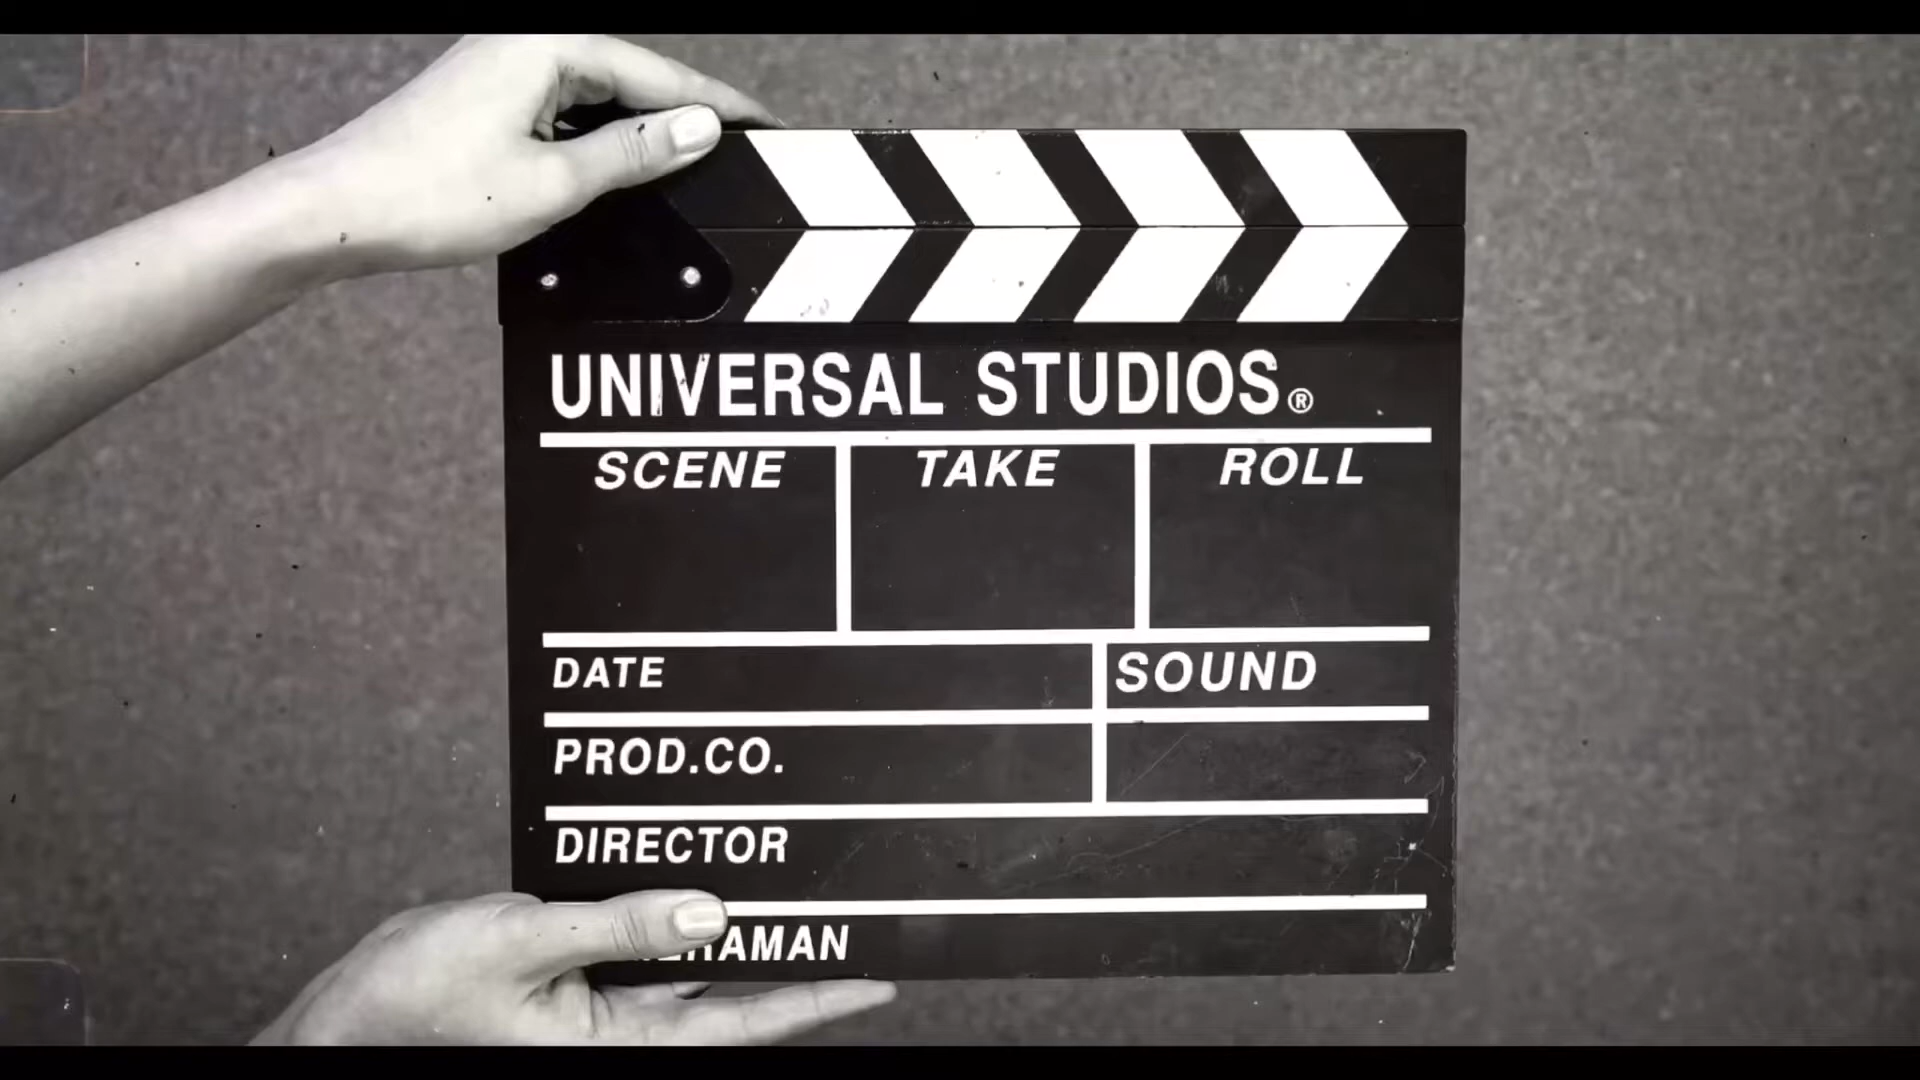 UNIVERSAL STUDIOS®
SCENE TAKE ROLL
DATE SOUND
PROD.CO.
DIRECTOR